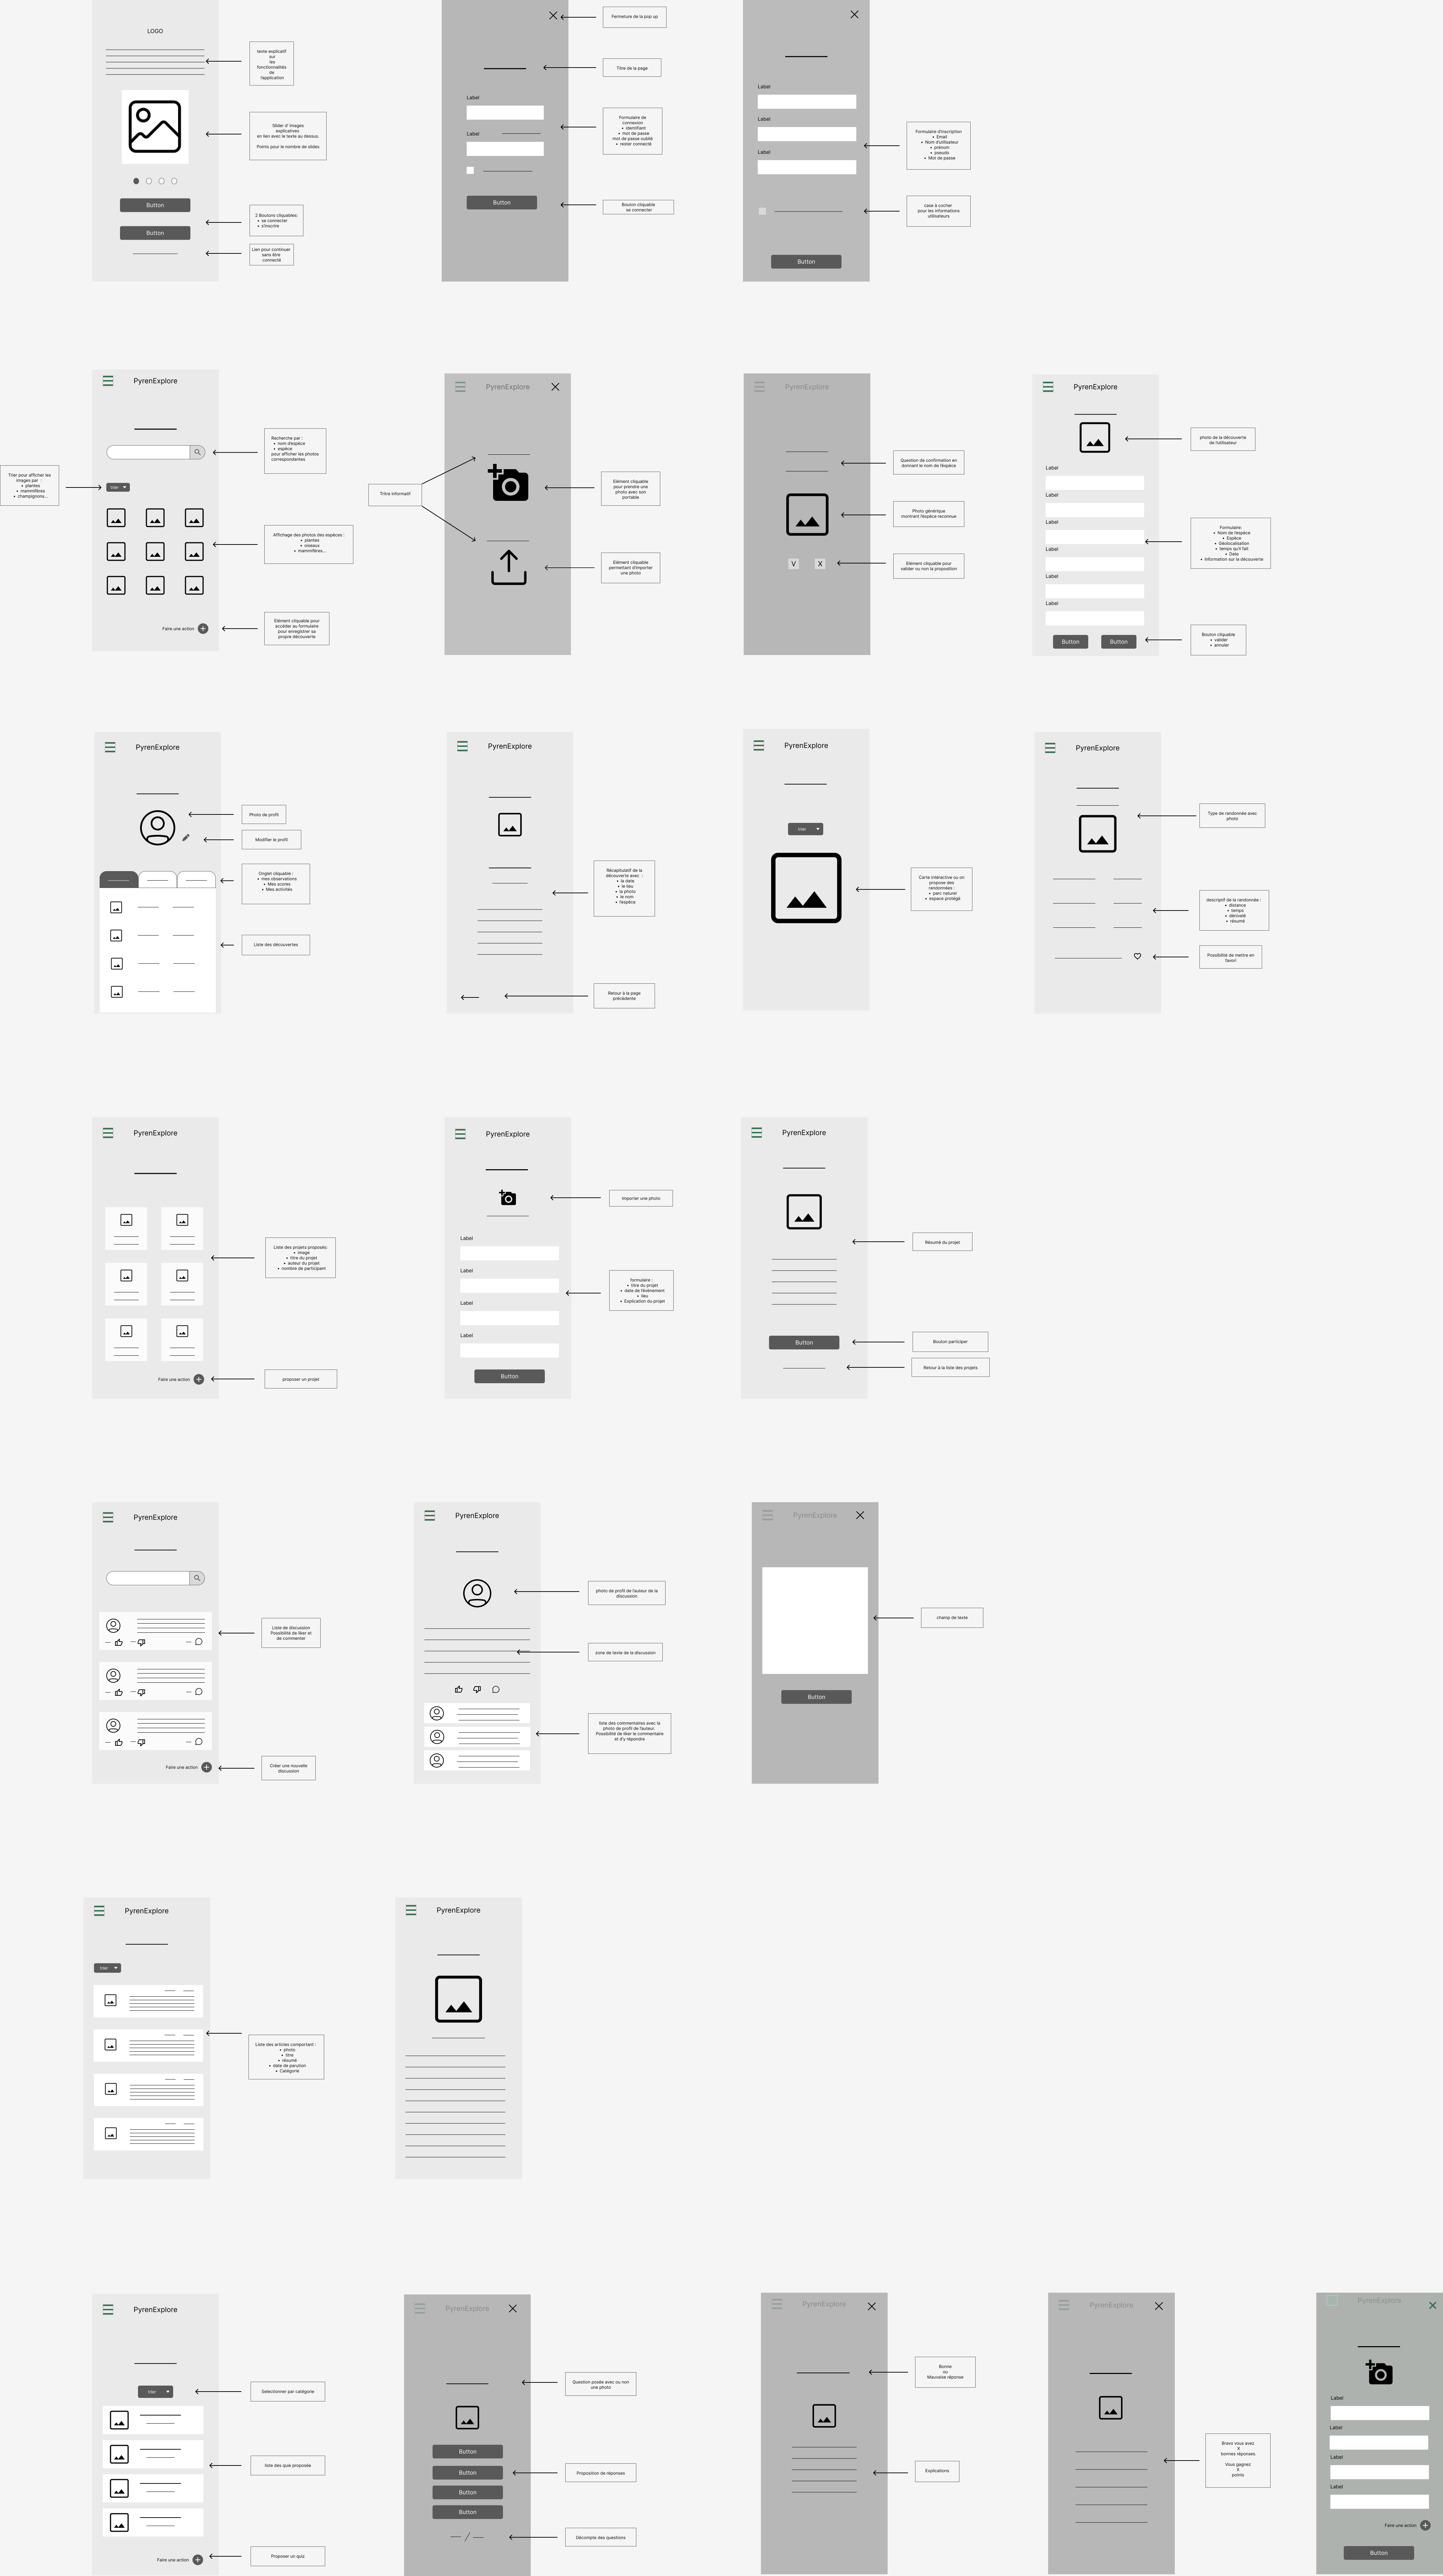 LOGO
texte explicatif
sur
les
fonctionnalités
de
l'application
Slider d' images
explicatives
en lien avec le texte au dessus.
Points pour le nombre de slides
Button
2 Boutons cliquables:
• se connecter
• s'inscrire
Button
Lien pour continuer
sans être
connecté
Fermeture de la pop up
Titre de la page
Label
Label
Formulaire de
connexion
• identifiant
• mot de passe
mot de passe oublié
• rester connecté
Button
Bouton cliquable
se connecter
Label
Label
Label
Formulaire d'inscription
• Email
• Nom d'utilisateur
• prénom
• pseudo
• Mot de passe
case à cocher
pour les informations
utilisateurs
Button
PyrenExplore
Recherche par :
• nom d'espèce
• espèce
pour afficher les photos
correspondantes
Trier pour afficher les
images par :
• plantes
• mammifères
• champignons...
trier
Affichage des photos des espèces :
• plantes
• oiseaux
• mammifères...
Faire une action
Elément cliquable pour
accéder au formulaire
pour enregistrer sa
propre découverte
PyrenExplore
Tritre informatif
Elément cliquable
pour prendre une
photo avec son
portable
Elément cliquable
permettant d'importer
une photo
PyrenExplore
Question de confirmation en
donnant le nom de l'espèce
Photo générique
montrant l'espèce reconnue
V
X
Elément cliquable pour
valider ou non la proposition
PyrenExplore
photo de la découverte
de l'utilisateur
Label
Label
Label
Label
Label
Label
Formulaire:
• Nom de l'espèce
• Espèce
• Géolocalisation
• temps qu'il fait
• Date
• Information sur la découverte
Button
Button
Bouton cliquable
• valider
• annuler
PyrenExplore
Photo de profil
Modifier le profil
Onglet cliquable :
• mes observations
• Mes scores
• Mes activités
Liste des découvertes
PyrenExplore
Récapitulatif de la
découverte avec :
• la date
• le lieu
• la photo
• le nom
• l'espèce
Retour à la page
précédente
PyrenExplore
trier
Carte intéractive ou on
propose des
randonnées :
• parc naturel
• espace protégé
PyrenExplore
Type de randonnée avec
photo
descriptif de la randonnée :
• distance
• temps
• dénivelé
• résumé
Possibilité de mettre en
favori
PyrenExplore
Liste des projets proposés:
• image
• titre du projet
• auteur du projet
• nombre de participant
Faire une action
proposer un projet
PyrenExplore
Importer une photo
Label
Label
Label
Label
formulaire :
• titre du projet
• date de l'évènement
• lieu
• Explication du projet
Button
PyrenExplore
Résumé du projet
Button
Bouton participer
Retour à la liste des projets
PyrenExplore
Liste de discussion
Possibilité de liker et
de commenter
Faire une action
Créer une nouvelle
discussion
PyrenExplore
photo de profil de l'auteur de la
discussion
zone de texte de la discussion
liste des commentaires avec la
photo de profil de l'auteur.
Possibilité de liker le commentaire
et d'y répondre
PyrenExplore
champ de texte
Button
PyrenExplore
trier
Liste des articles comportant :
• photo
• titre
• résumé
• date de parution
• Catégorie
PyrenExplore
PyrenExplore
trier
Selectionner par catégorie
liste des quiz proposés
Faire une action
Proposer un quiz
PyrenExplore
Question posée avec ou non
une photo
Button
Button
Button
Button
Proposition de réponses
Décompte des questions
PyrenExplore
Bonne
ou
Mauvaise réponse
Explications
PyrenExplore
Bravo vous avez
X
bonnes réponses.
Vous gagnez
X
points
PyrenExplore
Label
Label
Label
Label
Faire une action
Button